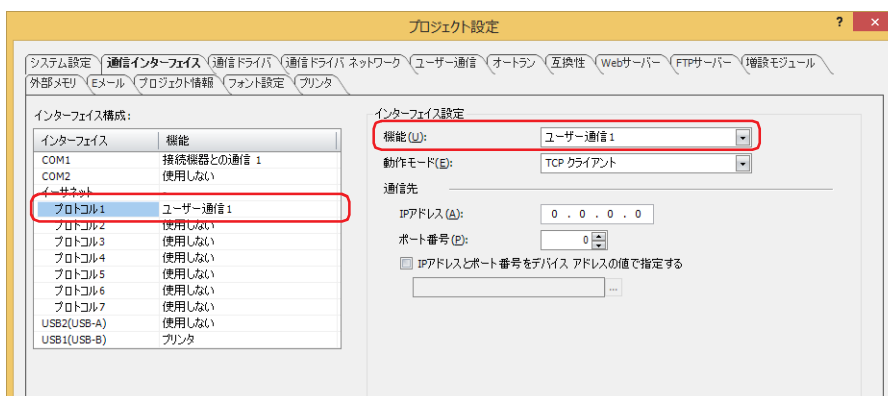 プロジェクト設定
? ×
システム設定 通信インターフェイス 通信ドライバ 通信ドライバ ネットワーク ユーザー通信 オートラン 互換性 Webサーバー FTPサーバー 増設モジュール
外部メモリ Eメール プロジェクト情報 フォント設定 プリンタ
インターフェイス構成:
インターフェイス 機能
COM1 接続機器との通信 1
COM2 使用しない
イーサネット -
プロトコル1 ユーザー通信1
プロトコル2 使用しない
プロトコル3 使用しない
プロトコル4 使用しない
プロトコル5 使用しない
プロトコル6 使用しない
プロトコル7 使用しない
USB2(USB-A) 使用しない
USB1(USB-B) プリンタ
インターフェイス設定
機能(U): ユーザー通信1
動作モード(E): TCP クライアント
通信先
IPアドレス(A): 0 . 0 . 0 . 0
ポート番号(P): 0
IPアドレスとポート番号をデバイス アドレスの値で指定する
...